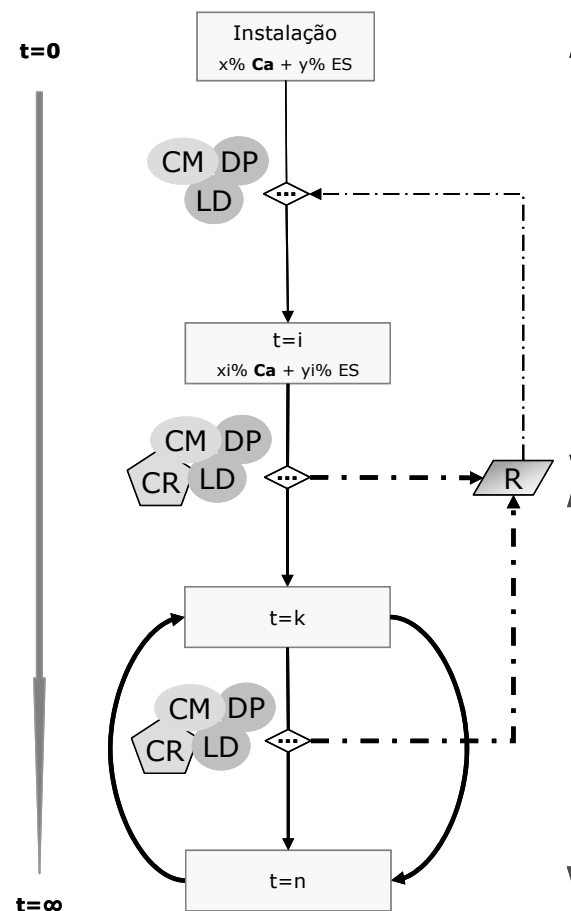 t=0
Instalação
x% Ca + y% ES
CM DP
LD
...
t=i
xi% Ca + yi% ES
CM DP
CR LD
...
R
t=k
CM DP
CR LD
...
t=n
t=∞